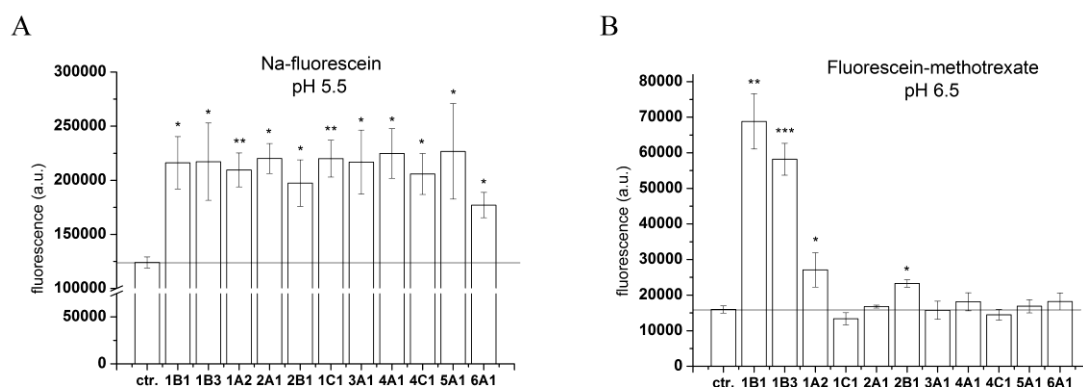 A
Na-fluorescein
pH 5.5
fluorescence (a.u.)
300000
250000
200000
150000
100000
50000
0
* * ** * * ** * * * * *
ctr. 1B1 1B3 1A2 2A1 2B1 1C1 3A1 4A1 4C1 5A1 6A1
B
Fluorescein-methotrexate
pH 6.5
fluorescence (a.u.)
80000
70000
60000
50000
40000
30000
20000
10000
0
** *** * *
ctr. 1B1 1B3 1A2 1C1 2A1 2B1 3A1 4A1 4C1 5A1 6A1